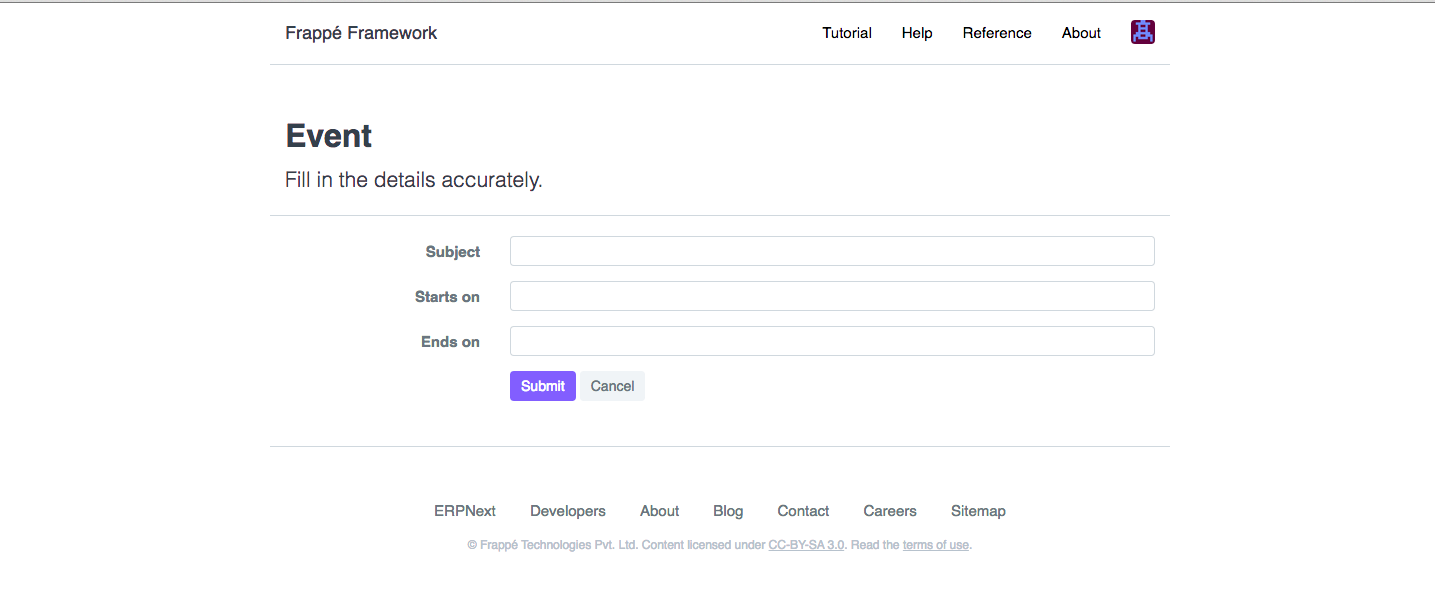 Frappé Framework Tutorial Help Reference About
Event
Fill in the details accurately.
Subject
Starts on
Ends on
Submit Cancel
ERPNext Developers About Blog Contact Careers Sitemap
© Frappé Technologies Pvt. Ltd. Content licensed under CC-BY-SA 3.0. Read the terms of use.